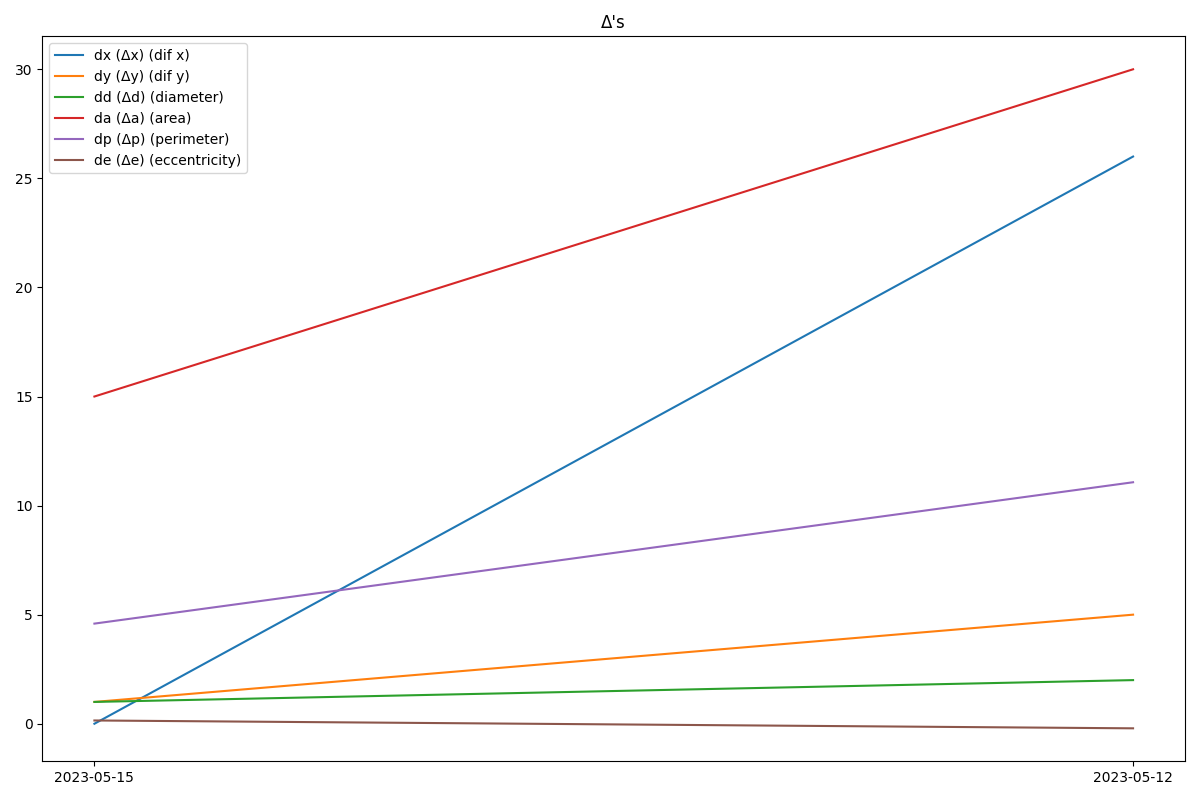 Δ's
dx (Δx) (dif x)
dy (Δy) (dif y)
dd (Δd) (diameter)
da (Δa) (area)
dp (Δp) (perimeter)
de (Δe) (eccentricity)
30
25
20
15
10
5
0
2023-05-15 2023-05-12